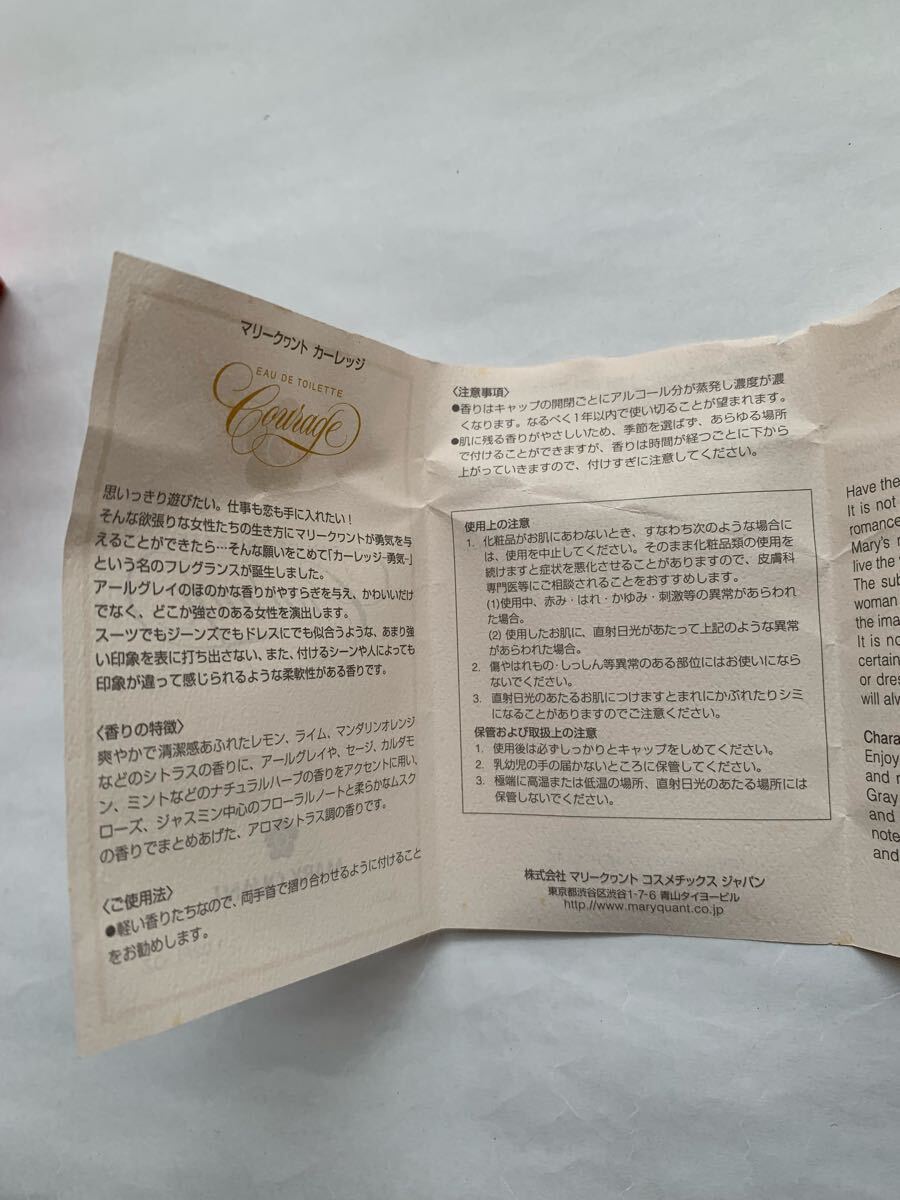 マリークヮント カーレッジ
EAU DE TOILETTE
Courage
思いっきり遊びたい。仕事も恋も手に入れたい！
そんな欲張りな女性たちの生き方にマリークヮントが勇気を与
えることができたら…そんな願いをこめて「カーレッジ-勇気-」
という名のフレグランスが誕生しました。
アールグレイのほのかな香りがやすらぎを与え、かわいいだけ
でなく、どこか強さのある女性を演出します。
スーツでもジーンズでもドレスにでも似合うような、あまり強
い印象を表に打ち出さない、また、付けるシーンや人によっても
印象が違って感じられるような柔軟性がある香りです。
〈香りの特徴〉
爽やかで清潔感あふれたレモン、ライム、マンダリンオレンジ
などのシトラスの香りに、アールグレイや、セージ、カルダモ
ン、ミントなどのナチュラルハーブの香りをアクセントに用い、
ローズ、ジャスミン中心のフローラルノートと柔らかなムスク
の香りでまとめあげた、アロマシトラス調の香りです。
〈ご使用法〉
●軽い香りたちなので、両手首で摺り合わせるように付けること
をお勧めします。
〈注意事項〉
●香りはキャップの開閉ごとにアルコール分が蒸発し濃度が濃
くなります。なるべく1年以内で使い切ることが望まれます。
●肌に残る香りがやさしいため、季節を選ばず、あらゆる場所
で付けることができますが、香りは時間が経つごとに下から
上がっていきますので、付けすぎに注意してください。
使用上の注意
1. 化粧品がお肌にあわないとき、すなわち次のような場合に
は、使用を中止してください。そのまま化粧品類の使用を
続けますと症状を悪化させることがありますので、皮膚科
専門医等にご相談されることをおすすめします。
(1)使用中、赤み・はれ・かゆみ・刺激等の異常があらわれ
た場合。
(2) 使用したお肌に、直射日光があたって上記のような異常
があらわれた場合。
2. 傷やはれもの・しっしん等異常のある部位にはお使いになら
ないでください。
3. 直射日光のあたるお肌につけますとまれにかぶれたりシミ
になることがありますのでご注意ください。
保管および取扱上の注意
1. 使用後は必ずしっかりとキャップをしめてください。
2. 乳幼児の手の届かないところに保管してください。
3. 極端に高温または低温の場所、直射日光のあたる場所には
保管しないでください。
株式会社 マリークヮント コスメチックス ジャパン
東京都渋谷区渋谷1-7-6 青山タイヨービル
http://www.maryquant.co.jp
Have the
It is not
romance
Mary's
live the
The sub
woman
the ima
It is no
certain
or dres
will alw
Chara
Enjoy
and
Gray
and
note
and